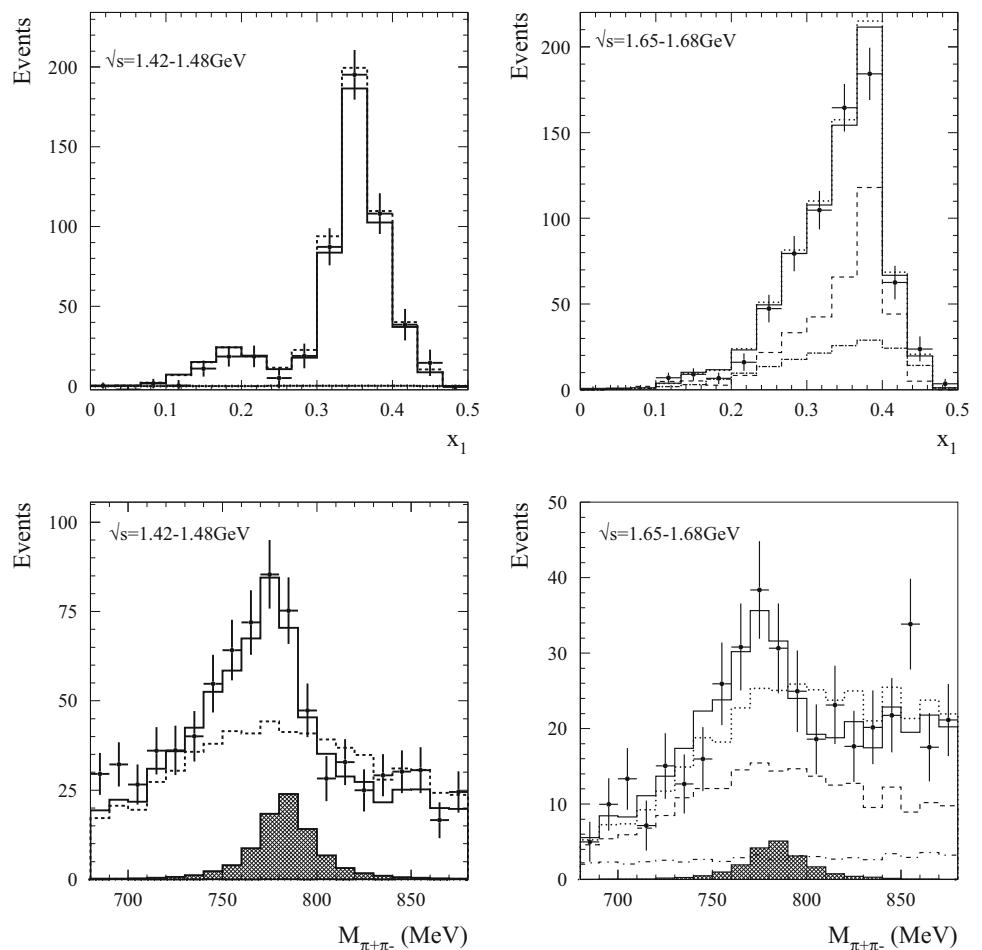 Events
√s=1.42-1.48GeV
200
150
100
50
0
0 0.1 0.2 0.3 0.4 0.5
x1
Events
√s=1.65-1.68GeV
200
150
100
50
0
0 0.1 0.2 0.3 0.4 0.5
x1
Events
√s=1.42-1.48GeV
100
75
50
25
0
700 750 800 850
Mπ+π- (MeV)
Events
√s=1.65-1.68GeV
50
40
30
20
10
0
700 750 800 850
Mπ+π- (MeV)